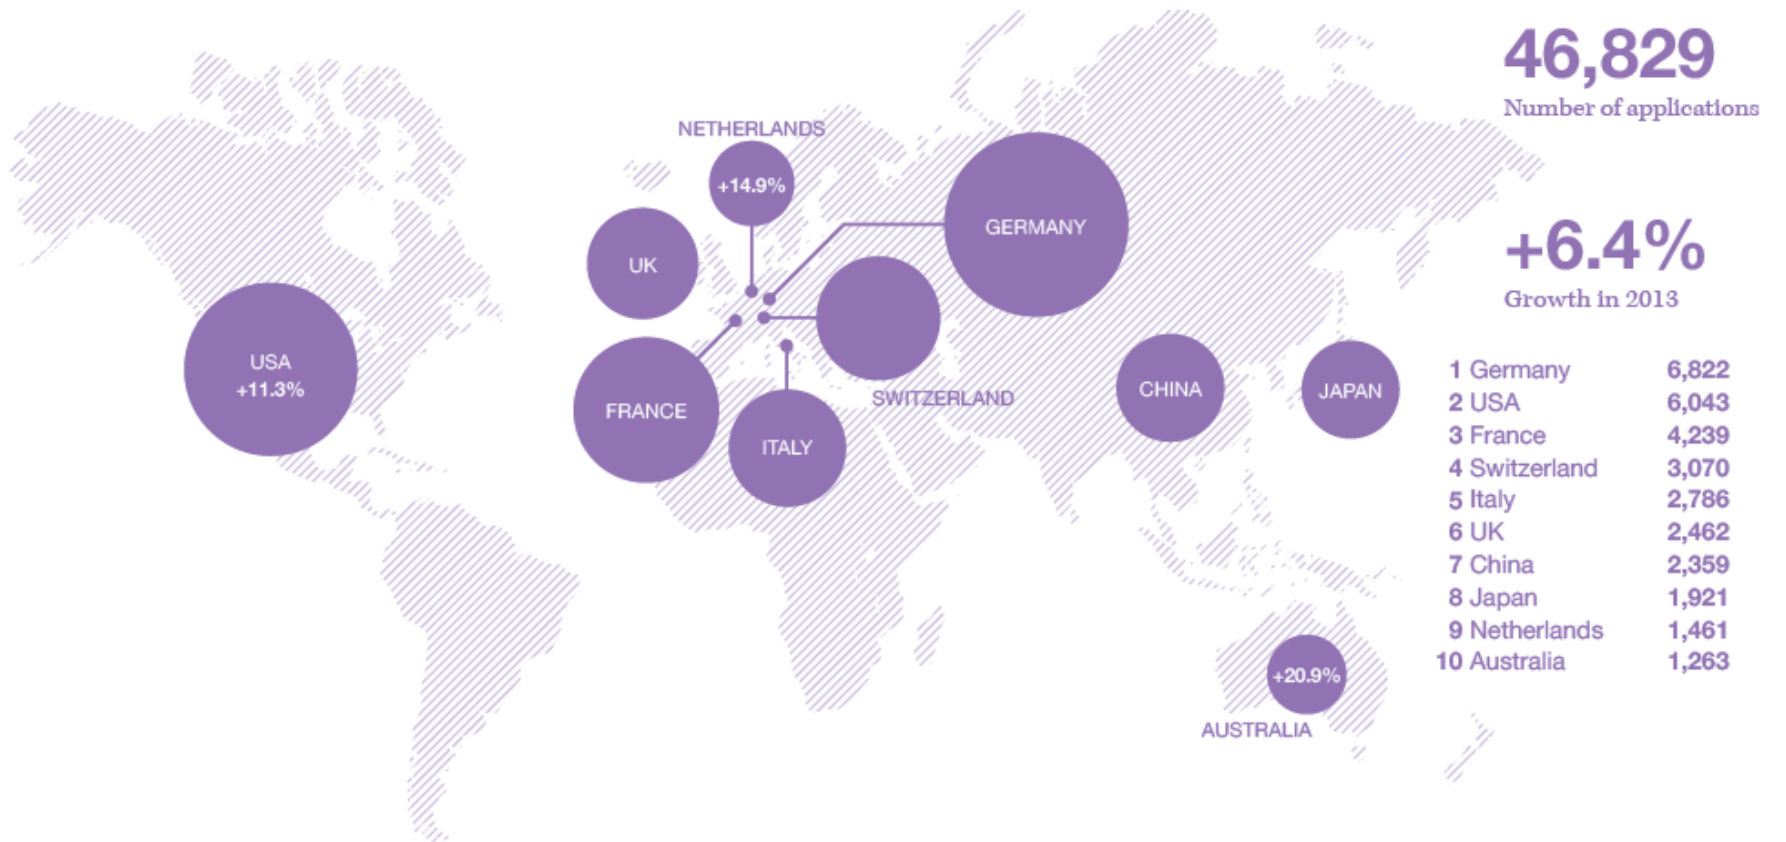 46,829
Number of applications
+6.4%
Growth in 2013
NETHERLANDS
+14.9%
GERMANY
UK
USA
+11.3%
FRANCE
SWITZERLAND
ITALY
CHINA
JAPAN
+20.9%
AUSTRALIA
1 Germany 6,822
2 USA 6,043
3 France 4,239
4 Switzerland 3,070
5 Italy 2,786
6 UK 2,462
7 China 2,359
8 Japan 1,921
9 Netherlands 1,461
10 Australia 1,263